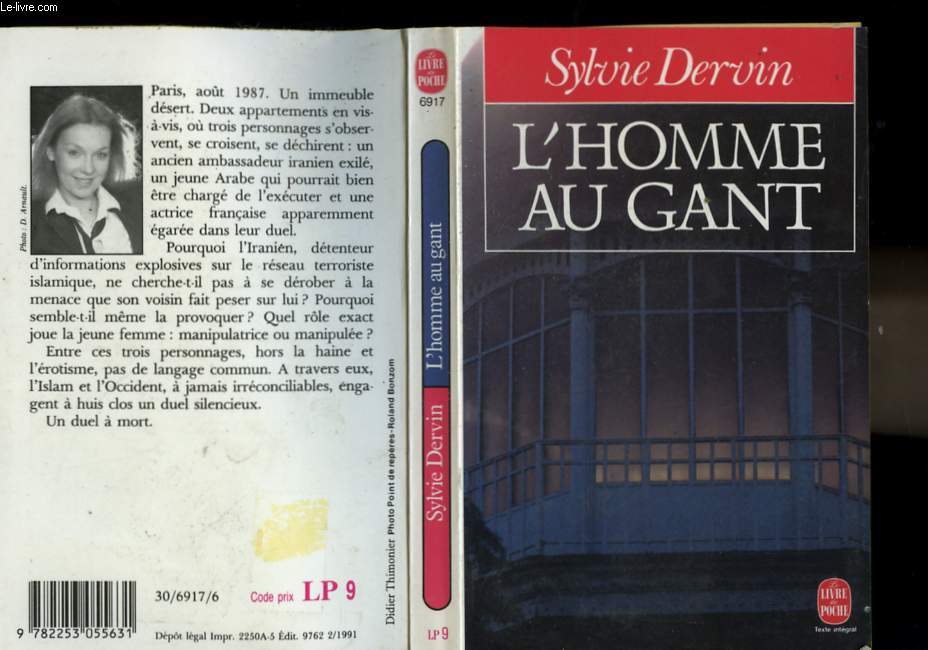 Le-livre.com
Paris, août 1987. Un immeuble
désert. Deux appartements en vis-
à-vis, où trois personnages s'obser-
vent, se croisent, se déchirent : un
ancien ambassadeur iranien exilé,
un jeune Arabe qui pourrait bien
être chargé de l'exécuter et une
actrice française apparemment
égarée dans leur duel.
Pourquoi l'Iranien, détenteur
d'informations explosives sur le réseau terroriste
islamique, ne cherche-t-il pas à se dérober à la
menace que son voisin fait peser sur lui ? Pourquoi
semble-t-il même la provoquer ? Quel rôle exact
joue la jeune femme : manipulatrice ou manipulée ?
Entre ces trois personnages, hors la haine et
l'érotisme, pas de langage commun. A travers eux,
l'Islam et l'Occident, à jamais irréconciliables, enga-
gent à huis clos un duel silencieux.
Un duel à mort.
Photo : D. Arnault.
Didier Thimonier Photo Point de repères-Roland Bonzom
30/6917/6
Code prix LP 9
9 782253 055631
Dépôt légal Impr. 2250A-5 Édit. 9762 2/1991
Le
LIVRE
de
POCHE
6917
L'homme au gant
Sylvie Dervin
LP 9
Sylvie Dervin
L'HOMME
AU GANT
Le
LIVRE
de
POCHE
Texte intégral